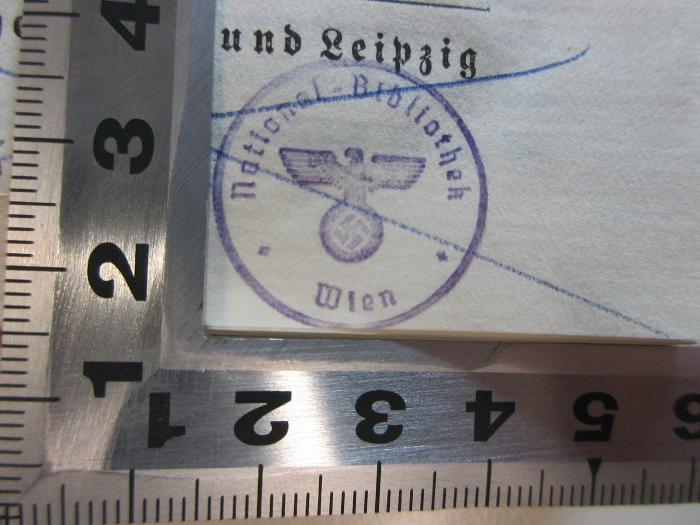 und Leipzig
National-Bibliothek
Wien
4
3
2
1
1 2 3 4 5 6